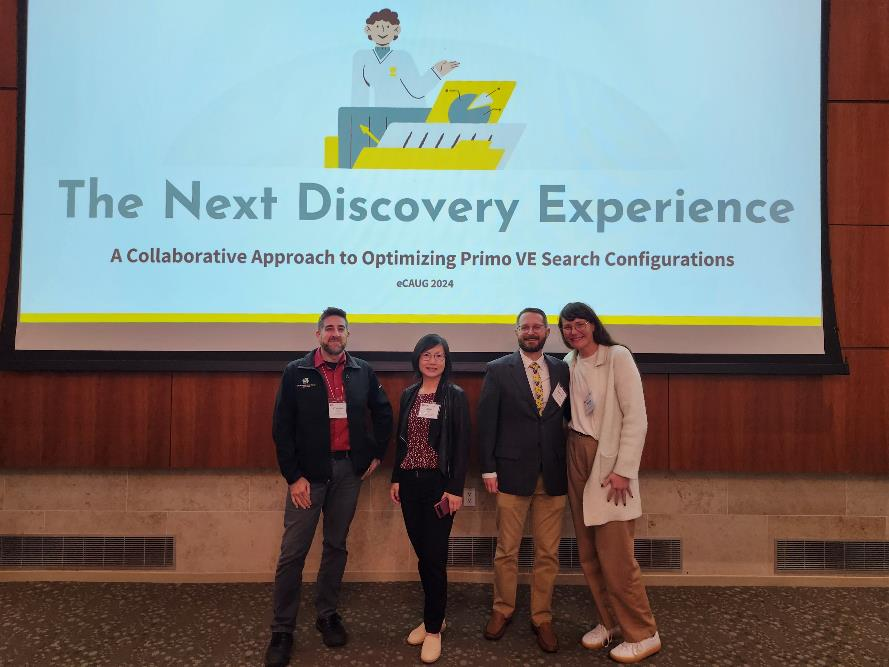 The Next Discovery Experience
A Collaborative Approach to Optimizing Primo VE Search Configurations
eCAUG 2024